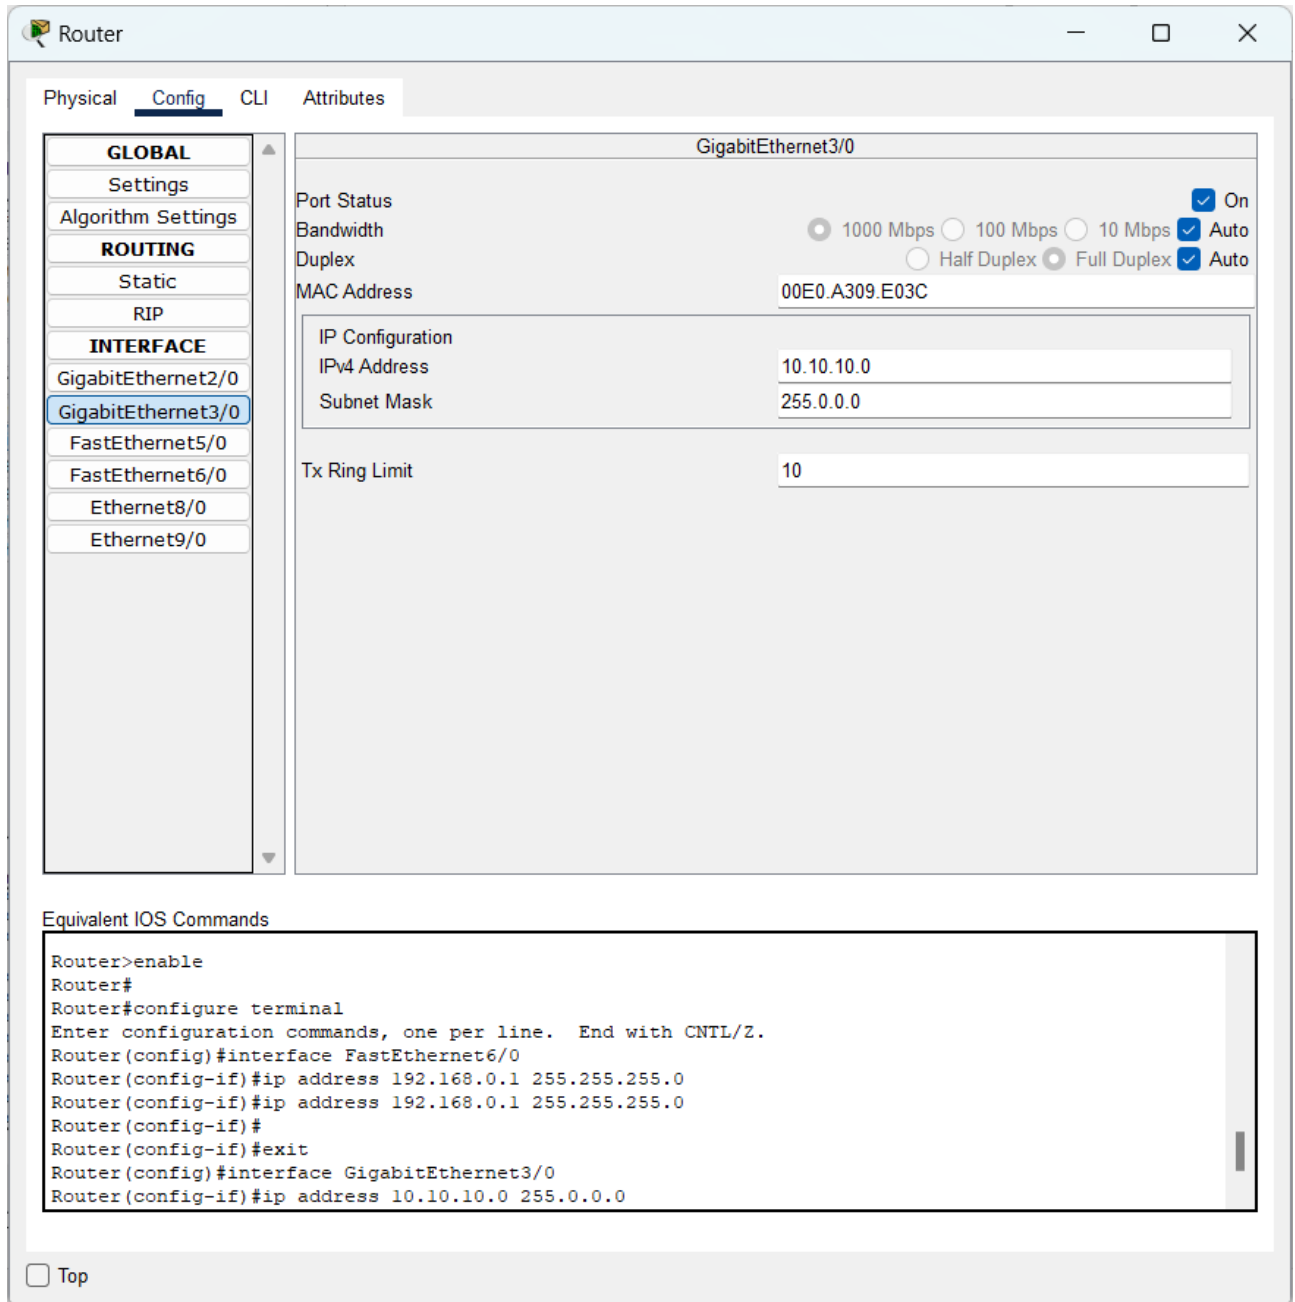 Router
Physical Config CLI Attributes
GLOBAL
Settings
Algorithm Settings
ROUTING
Static
RIP
INTERFACE
GigabitEthernet2/0
GigabitEthernet3/0
FastEthernet5/0
FastEthernet6/0
Ethernet8/0
Ethernet9/0
GigabitEthernet3/0
Port Status On
Bandwidth 1000 Mbps 100 Mbps 10 Mbps Auto
Duplex Half Duplex Full Duplex Auto
MAC Address 00E0.A309.E03C
IP Configuration
IPv4 Address 10.10.10.0
Subnet Mask 255.0.0.0
Tx Ring Limit 10
Equivalent IOS Commands
Router>enable
Router#
Router#configure terminal
Enter configuration commands, one per line.  End with CNTL/Z.
Router(config)#interface FastEthernet6/0
Router(config-if)#ip address 192.168.0.1 255.255.255.0
Router(config-if)#ip address 192.168.0.1 255.255.255.0
Router(config-if)#
Router(config-if)#exit
Router(config)#interface GigabitEthernet3/0
Router(config-if)#ip address 10.10.10.0 255.0.0.0
Top